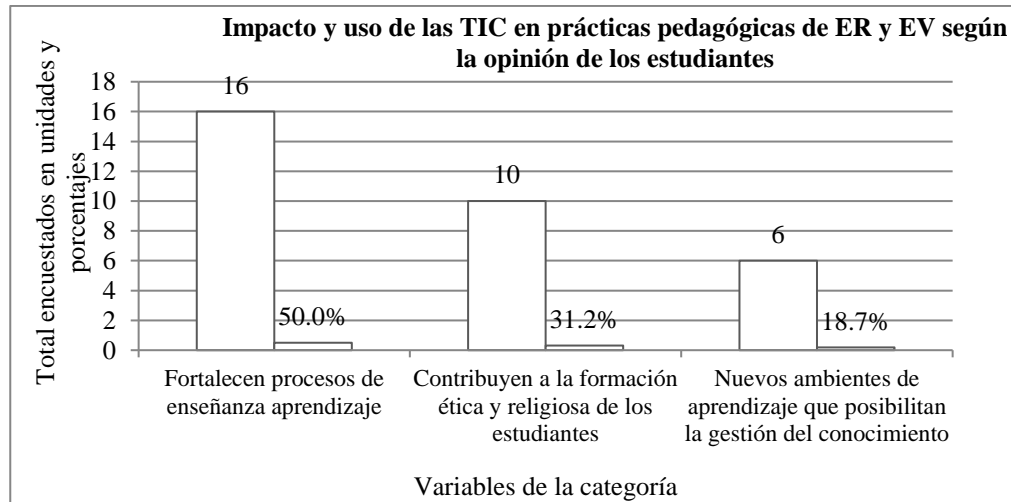 Impacto y uso de las TIC en prácticas pedagógicas de ER y EV según
la opinión de los estudiantes
Total encuestados en unidades y
porcentajes
18
16
14
12
10
8
6
4
2
0
16
50.0%
10
31.2%
6
18.7%
Fortalecen procesos de
enseñanza aprendizaje
Contribuyen a la formación
ética y religiosa de los
estudiantes
Nuevos ambientes de
aprendizaje que posibilitan
la gestión del conocimiento
Variables de la categoría